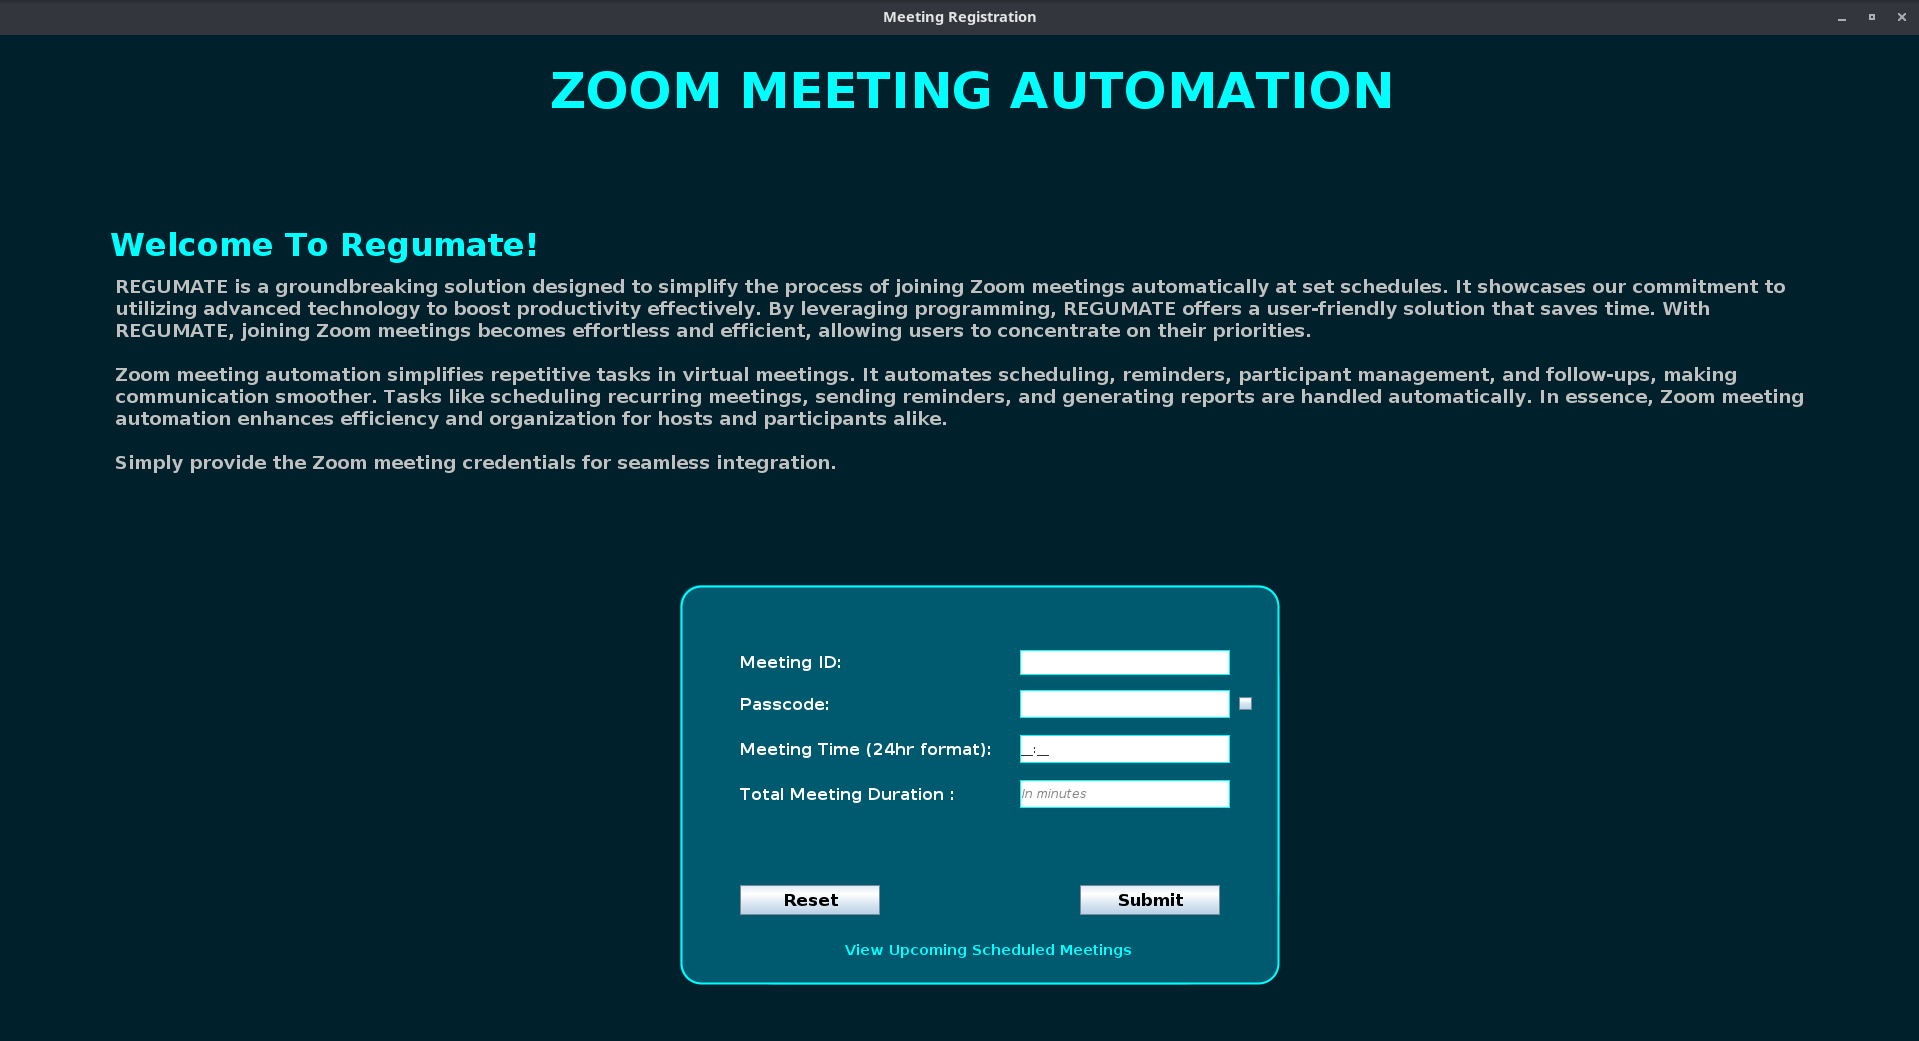 Meeting Registration
ZOOM MEETING AUTOMATION
Welcome To Regumate!
REGUMATE is a groundbreaking solution designed to simplify the process of joining Zoom meetings automatically at set schedules. It showcases our commitment to
utilizing advanced technology to boost productivity effectively. By leveraging programming, REGUMATE offers a user-friendly solution that saves time. With
REGUMATE, joining Zoom meetings becomes effortless and efficient, allowing users to concentrate on their priorities.
Zoom meeting automation simplifies repetitive tasks in virtual meetings. It automates scheduling, reminders, participant management, and follow-ups, making
communication smoother. Tasks like scheduling recurring meetings, sending reminders, and generating reports are handled automatically. In essence, Zoom meeting
automation enhances efficiency and organization for hosts and participants alike.
Simply provide the Zoom meeting credentials for seamless integration.
Meeting ID:
Passcode:
Meeting Time (24hr format): __:__
Total Meeting Duration : In minutes
Reset Submit
View Upcoming Scheduled Meetings